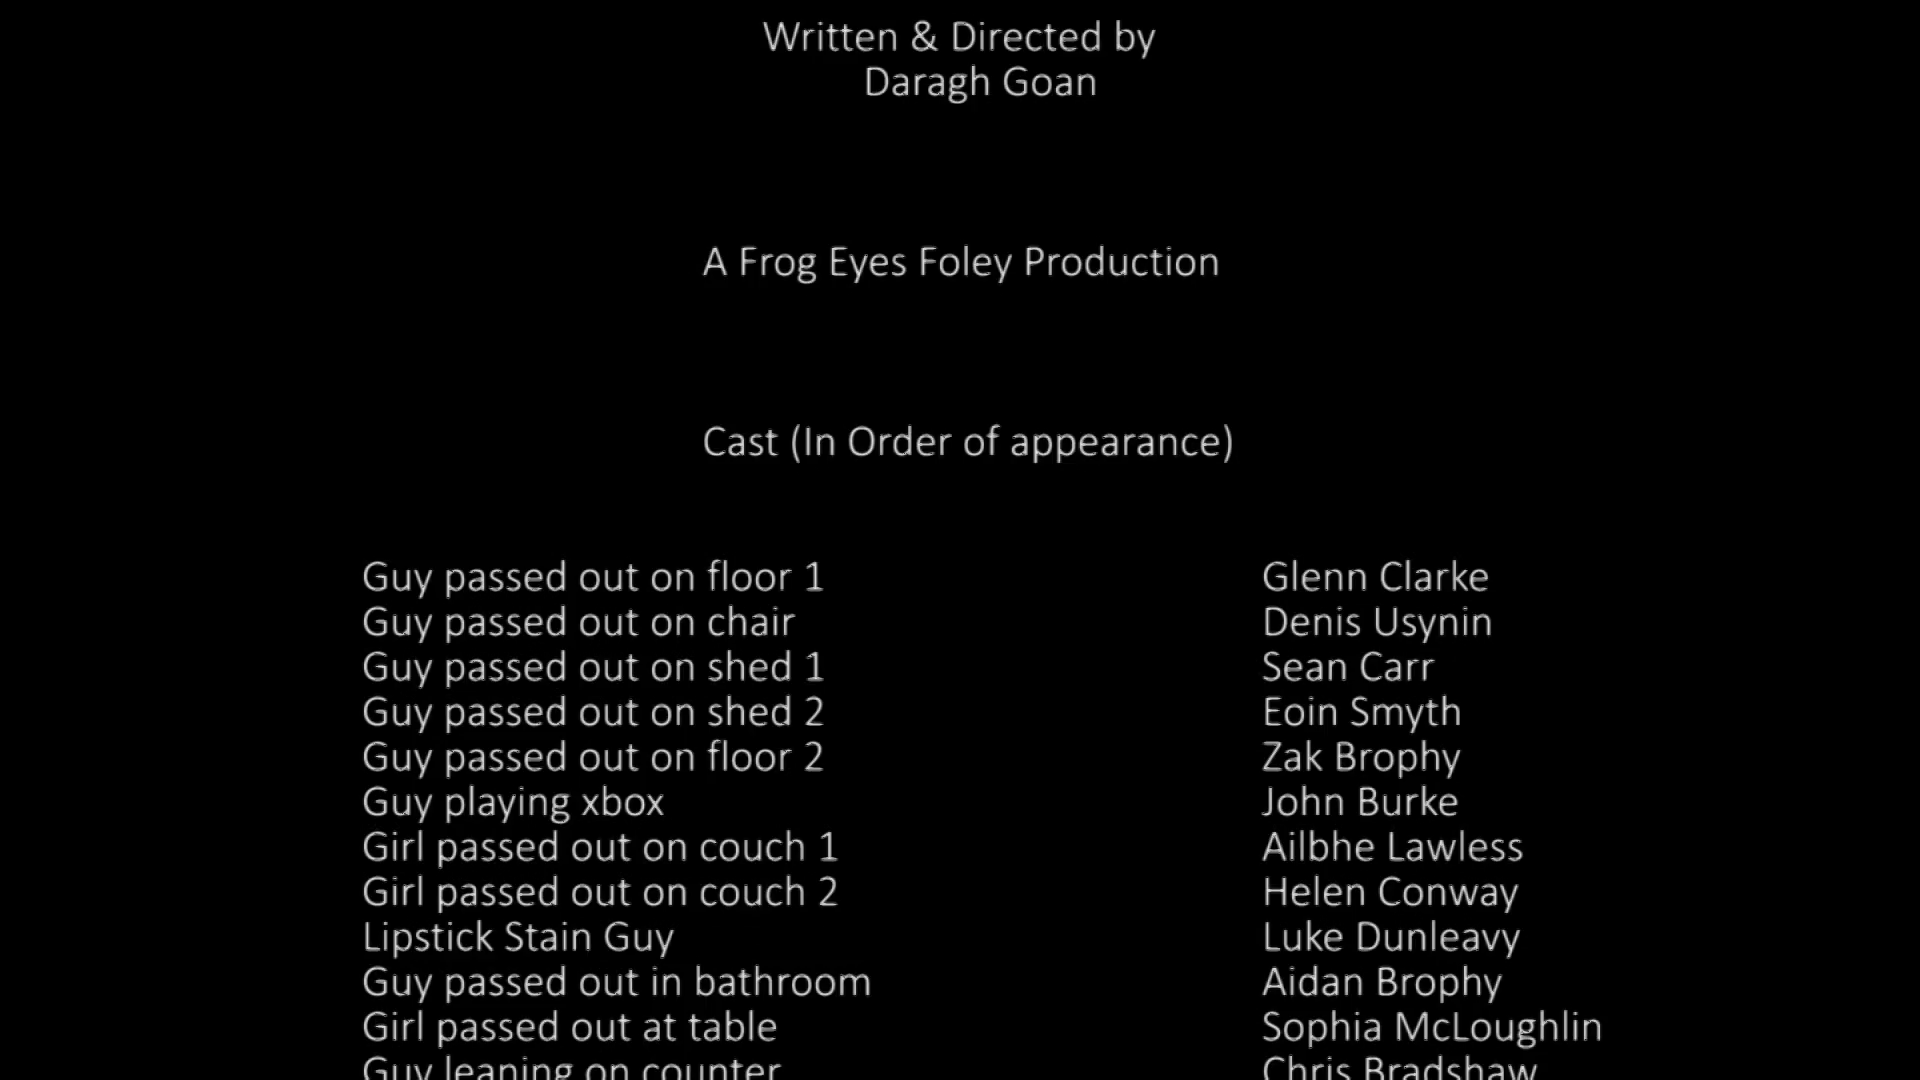 Written & Directed by
Daragh Goan
A Frog Eyes Foley Production
Cast (In Order of appearance)
Guy passed out on floor 1 Glenn Clarke
Guy passed out on chair Denis Usynin
Guy passed out on shed 1 Sean Carr
Guy passed out on shed 2 Eoin Smyth
Guy passed out on floor 2 Zak Brophy
Guy playing xbox John Burke
Girl passed out on couch 1 Ailbhe Lawless
Girl passed out on couch 2 Helen Conway
Lipstick Stain Guy Luke Dunleavy
Guy passed out in bathroom Aidan Brophy
Girl passed out at table Sophia McLoughlin
Guy leaning on counter Chris Bradshaw